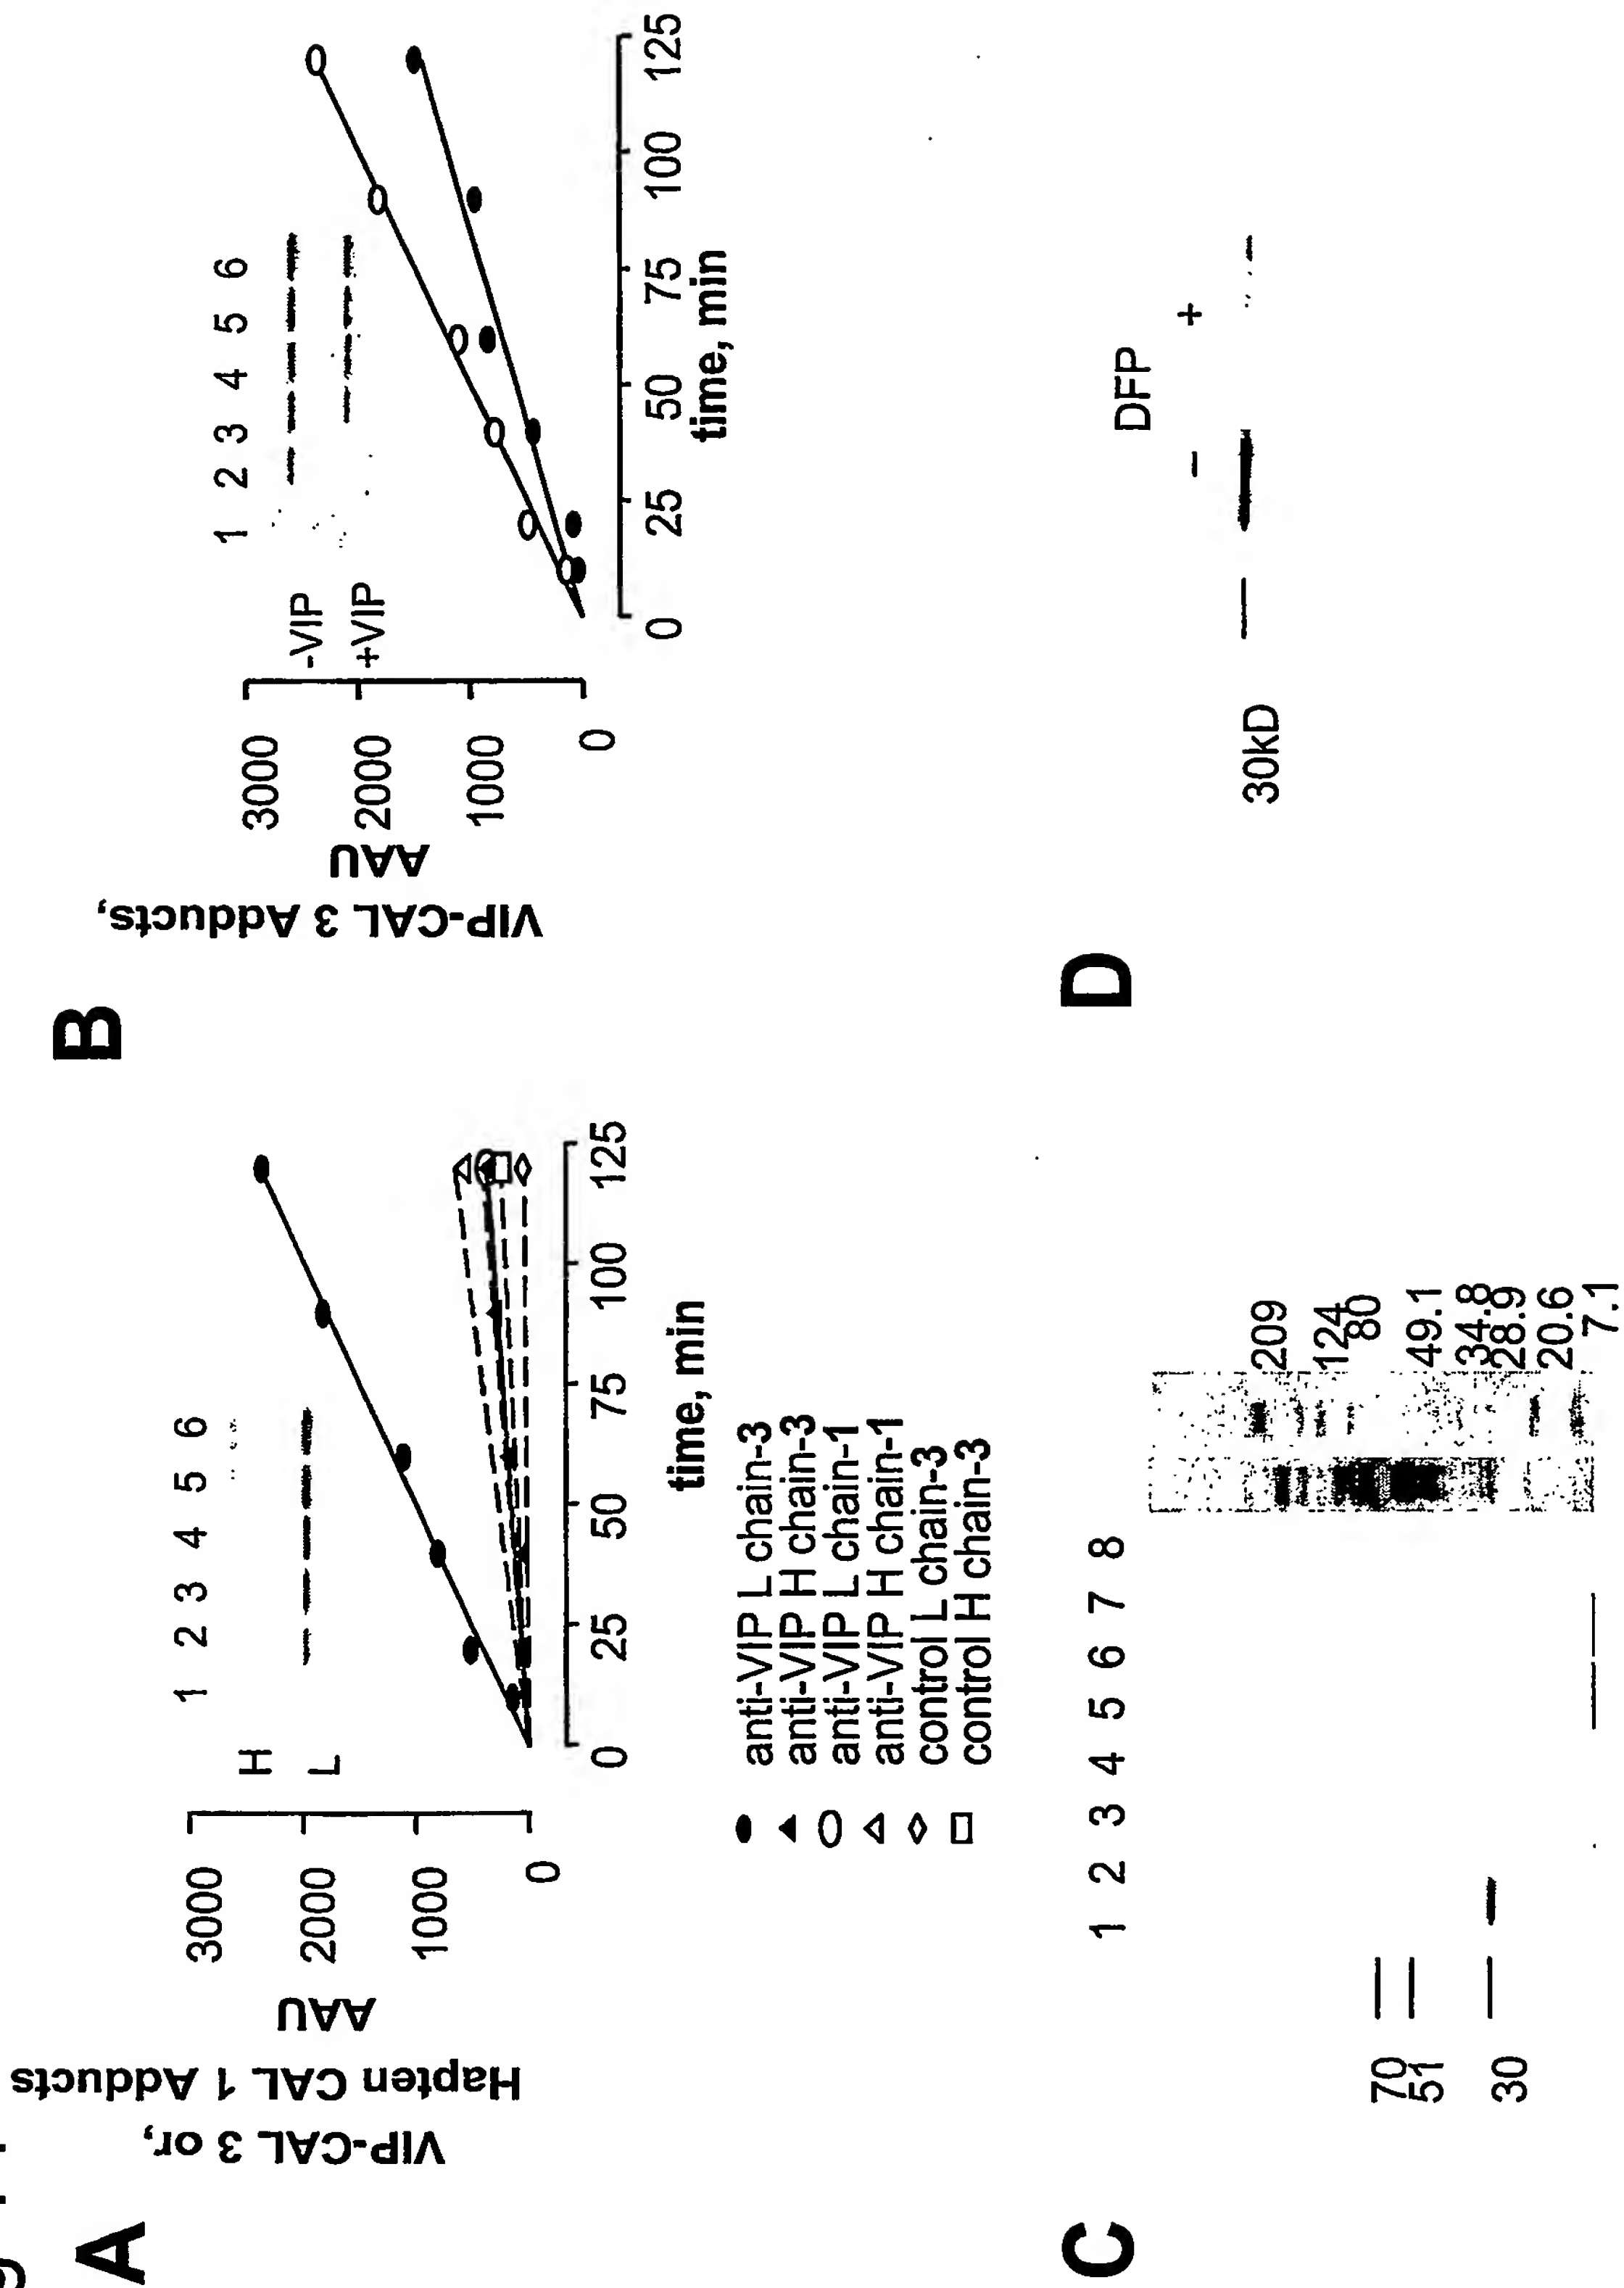 A
VIP-CAL 3 or,
Hapten CAL 1 Adducts
AAU
3000
2000
1000
0
H
L
1 2 3 4 5 6
0 25 50 75 100 125
time, min
anti-VIP L chain-3
anti-VIP H chain-3
anti-VIP L chain-1
anti-VIP H chain-1
control L chain-3
control H chain-3
B
VIP-CAL 3 Adducts,
AAU
3000
2000
1000
0
1 2 3 4 5 6
-VIP
+VIP
0 25 50 75 100 125
time, min
C
1 2 3 4 5 6 7 8
70
51
30
209
124
80
49.1
34.8
28.9
20.6
7.1
D
DFP
− +
30kD